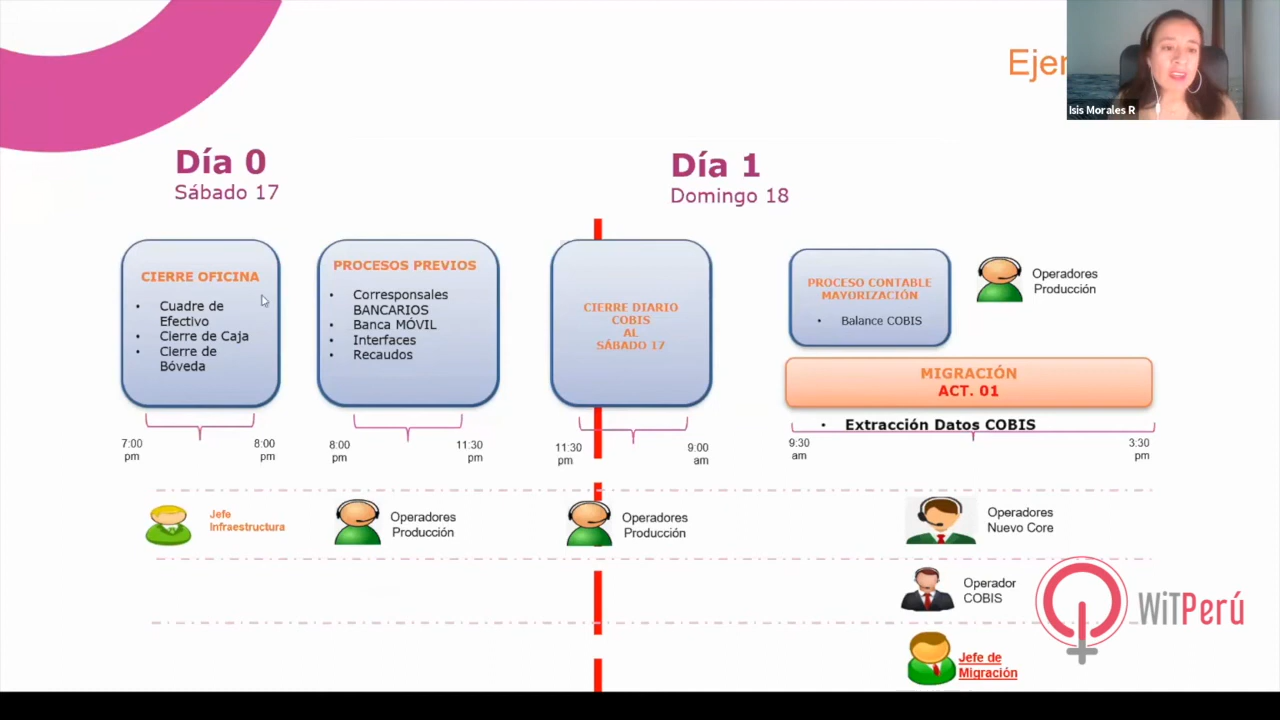 Isis Morales R
Día 0
Sábado 17
Día 1
Domingo 18
CIERRE OFICINA
• Cuadre de
Efectivo
• Cierre de Caja
• Cierre de
Bóveda
PROCESOS PREVIOS
• Corresponsales
BANCARIOS
• Banca MÓVIL
• Interfaces
• Recaudos
CIERRE DIARIO
COBIS
AL
SÁBADO 17
PROCESO CONTABLE
MAYORIZACIÓN
• Balance COBIS
Operadores
Producción
MIGRACIÓN
ACT. 01
• Extracción Datos COBIS
7:00
pm
8:00
pm
8:00
pm
11:30
pm
11:30
pm
9:00
am
9:30
am
3:30
pm
Jefe
Infraestructura
Operadores
Producción
Operadores
Producción
Operadores
Nuevo Core
Operador
COBIS
Jefe de
Migración
WiTPerú